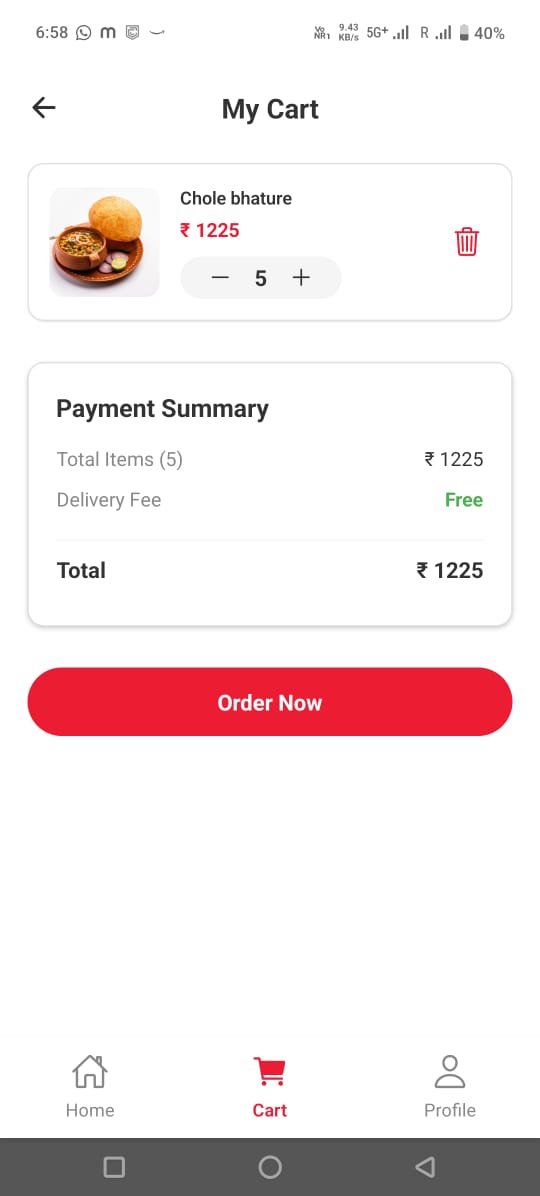 6:58 m Vo NR1 9.43 KB/s 5G+ R 40%
My Cart
Chole bhature
₹ 1225
5
Payment Summary
Total Items (5) ₹ 1225
Delivery Fee Free
Total ₹ 1225
Order Now
Home Cart Profile